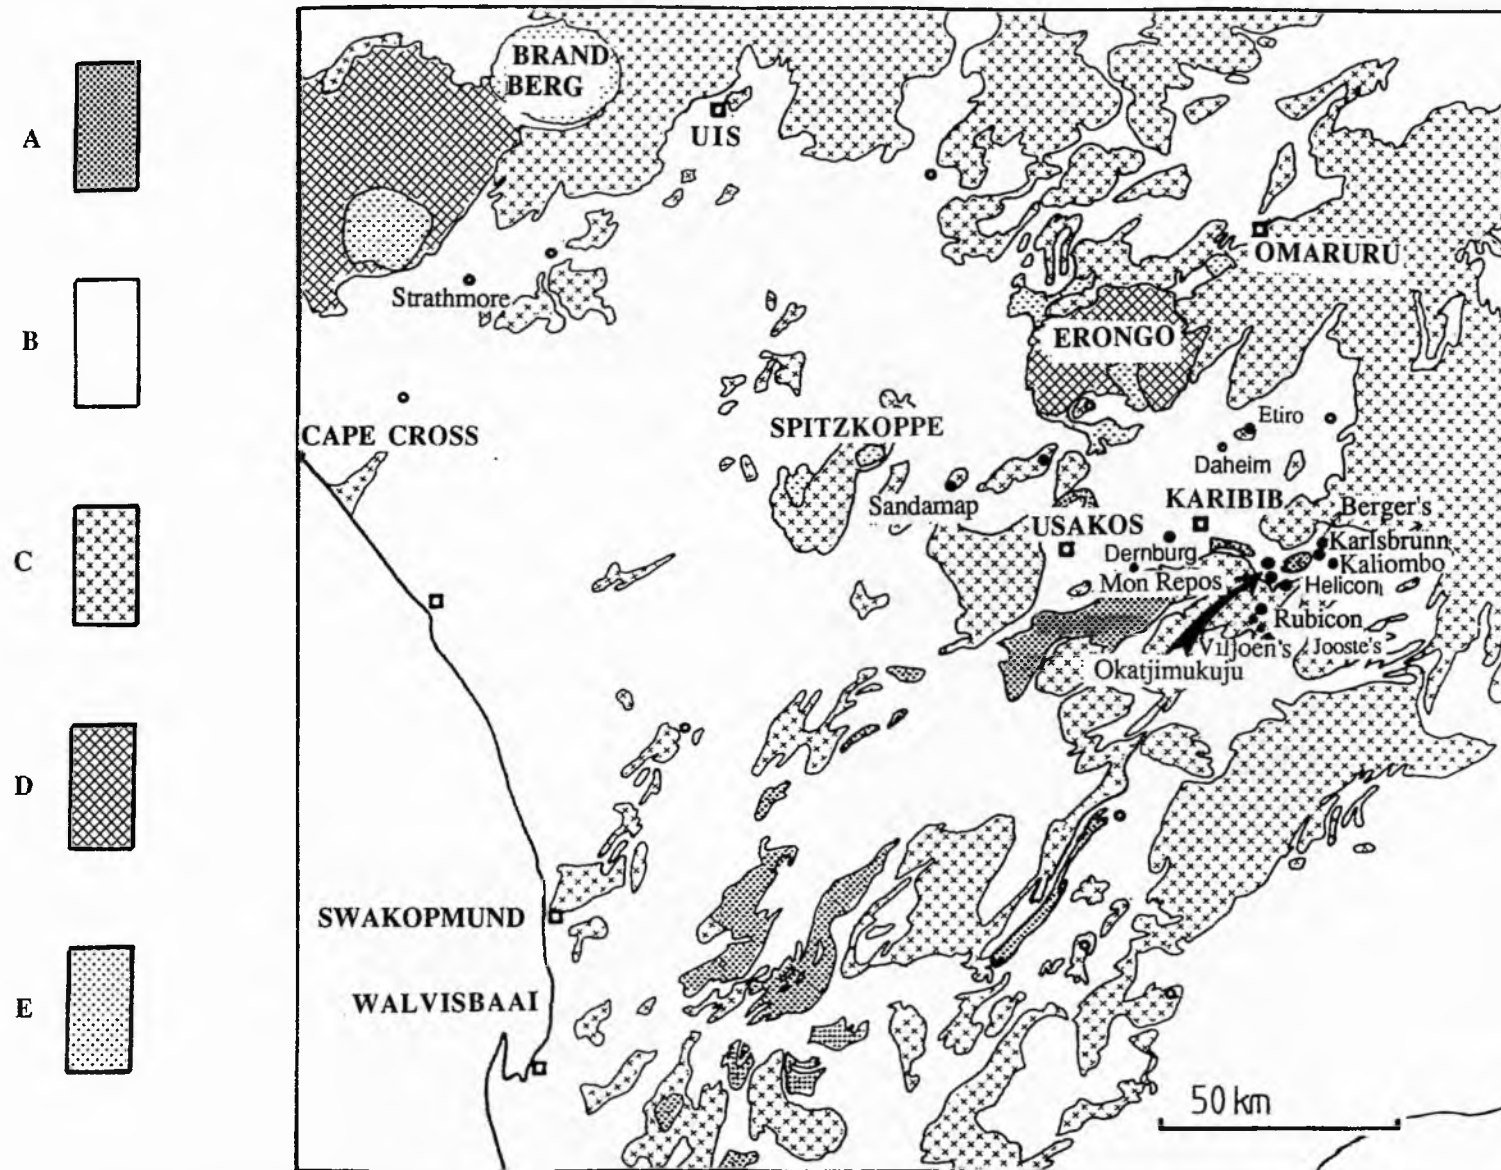 A
B
C
D
E
BRAND
BERG
UIS
OMARURU
Strathmore
ERONGO
CAPE CROSS
SPITZKOPPE
Etiro
Daheim
Sandamap
KARIBIB
Berger's
USAKOS
Karlsbrunn
Dernburg
Kaliombo
Mon Repos
Helicon
Rubicon
Viljoen's
Jooste's
Okatjimukuju
SWAKOPMUND
WALVISBAAI
50 km